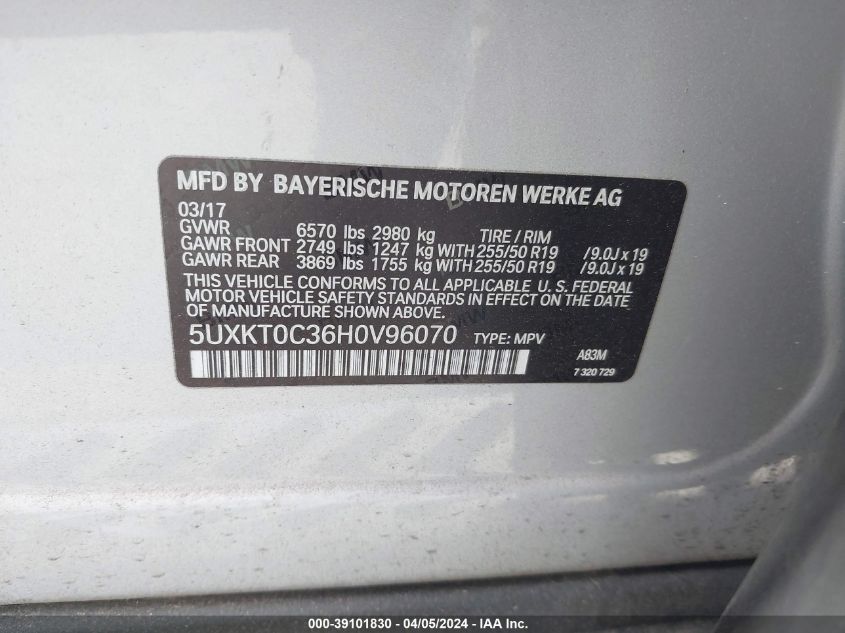 MFD BY BAYERISCHE MOTOREN WERKE AG
03/17
GVWR 6570 lbs 2980 kg TIRE / RIM
GAWR FRONT 2749 lbs 1247 kg WITH 255/50 R19 /9.0J x 19
GAWR REAR 3869 lbs 1755 kg WITH 255/50 R19 /9.0J x 19
THIS VEHICLE CONFORMS TO ALL APPLICABLE U. S. FEDERAL
MOTOR VEHICLE SAFETY STANDARDS IN EFFECT ON THE DATE
OF MANUFACTURE SHOWN ABOVE.
5UXKT0C36H0V96070 TYPE: MPV
A83M
7 320 729
000-39101830 - 04/05/2024 - IAA Inc.